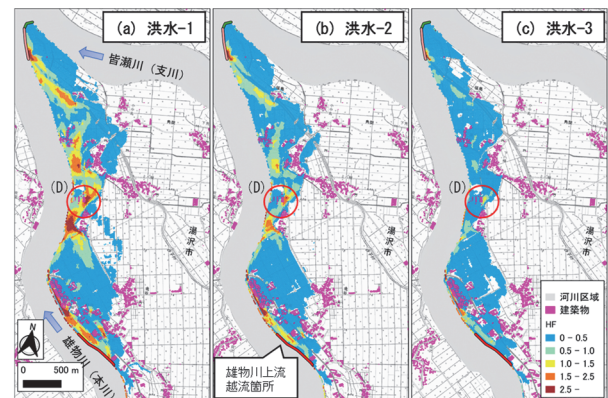 (a) 洪水-1
(b) 洪水-2
(c) 洪水-3
皆瀬川（支川）
(D)
(D)
(D)
湯沢市
湯沢市
湯沢市
雄物川（本川）
N
0 500 m
雄物川上流
越流箇所
河川区域
建築物
HF
0 - 0.5
0.5 - 1.0
1.0 - 1.5
1.5 - 2.5
2.5 -